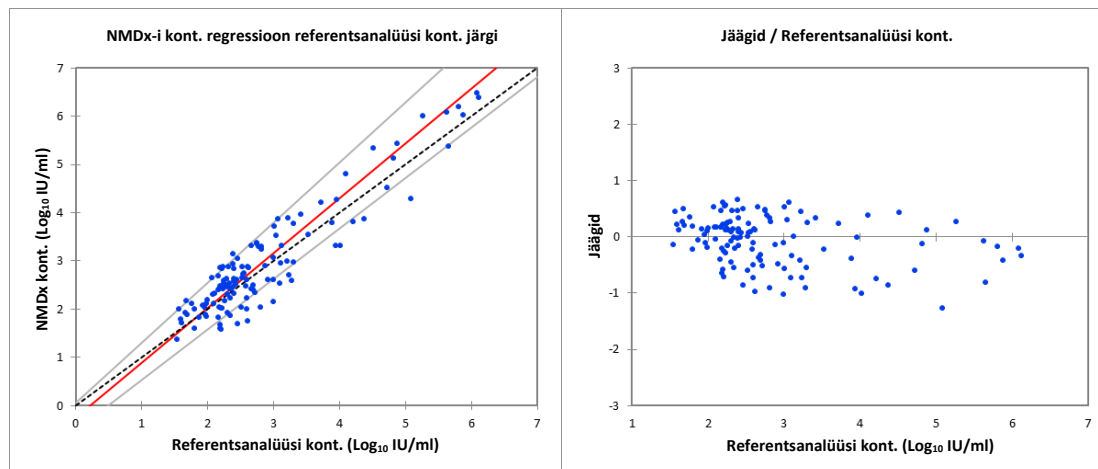 NMDx-i kont. regressioon referentsanalüüsi kont. järgi
7
6
5
4
3
2
1
0
NMDx kont. (Log₁₀ IU/ml)
0 1 2 3 4 5 6 7
Referentsanalüüsi kont. (Log₁₀ IU/ml)
Jäägid / Referentsanalüüsi kont.
3
2
1
0
-1
-2
-3
Jäägid
1 2 3 4 5 6 7
Referentsanalüüsi kont. (Log₁₀ IU/ml)